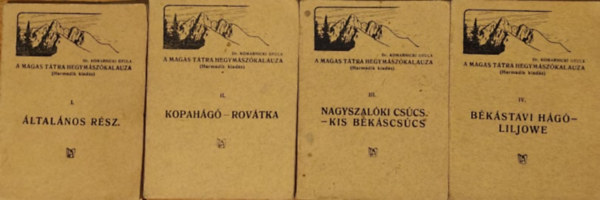 Dr. KOMARNICKI GYULA
A MAGAS TÁTRA HEGYMÁSZÓKALAUZA
(Harmadik kiadás)
I.
ÁLTALÁNOS RÉSZ.
Dr. KOMARNICKI GYULA
A MAGAS TÁTRA HEGYMÁSZÓKALAUZA
(Harmadik kiadás)
II.
KOPAHÁGÓ – ROVÁTKA
Dr. KOMARNICKI GYULA
A MAGAS TÁTRA HEGYMÁSZÓKALAUZA
(Harmadik kiadás)
III.
NAGYSZALÓKI CSÚCS.
– KIS BÉKÁSCSÚCS
Dr. KOMARNICKI GYULA
A MAGAS TÁTRA HEGYMÁSZÓKALAUZA
(Harmadik kiadás)
IV.
BÉKÁSTAVI HÁGÓ–
LILJOWE